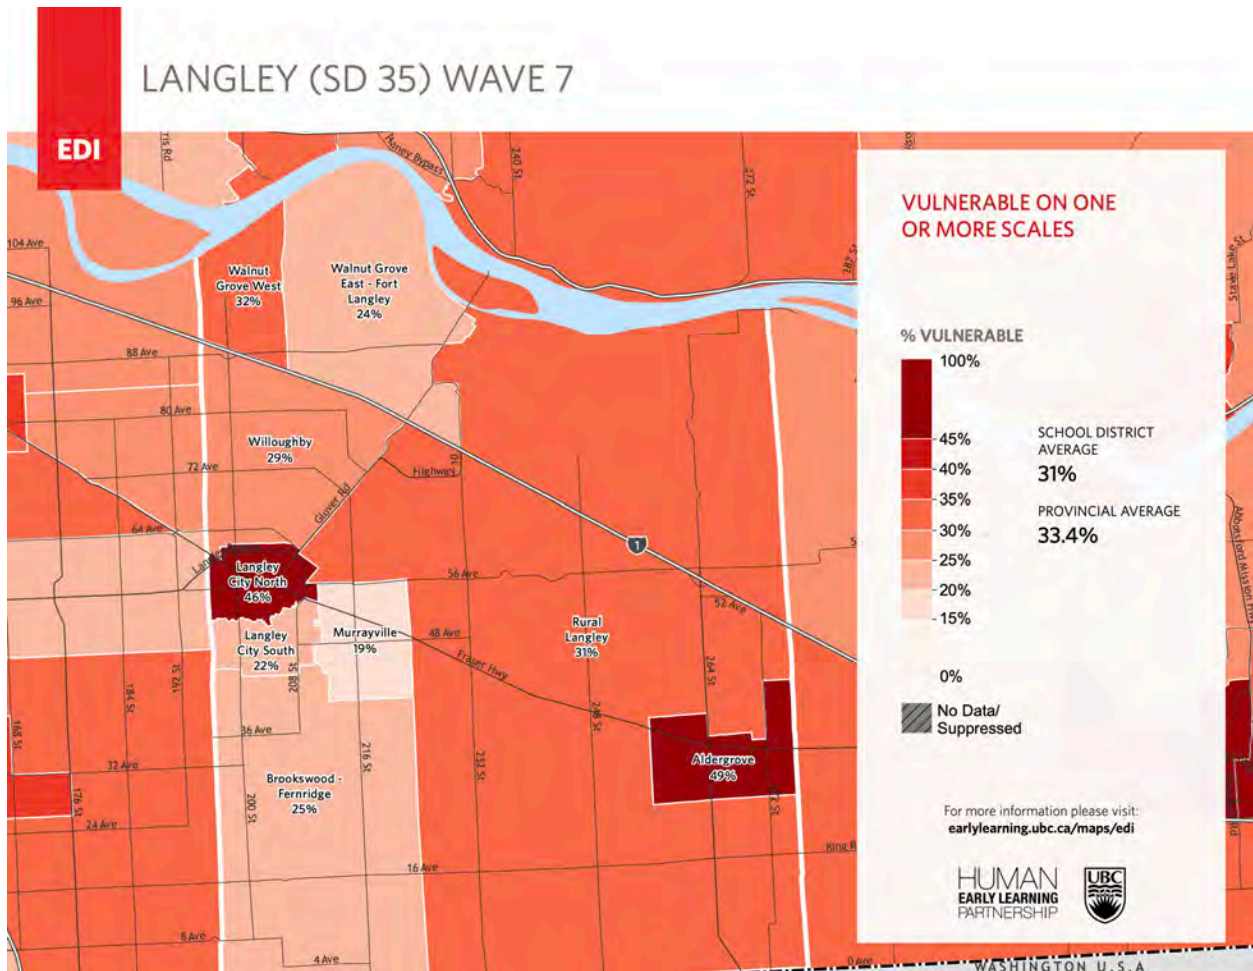 LANGLEY (SD 35) WAVE 7
EDI
Haney Bypass
240 St
272 St
287 St
104 Ave
96 Ave
88 Ave
80 Ave
72 Ave
64 Ave
Walnut
Grove West
32%
Walnut Grove
East - Fort
Langley
24%
Willoughby
29%
Glover Rd
Highway
10
1
Langley
City North
46%
56 Ave
52 Ave
Langley
City South
22%
Murrayville
19%
48 Ave
Fraser Hwy
Rural
Langley
31%
264 St
208 St
192 St
184 St
168 St
176 St
36 Ave
32 Ave
24 Ave
Brookswood -
Fernridge
25%
200 St
216 St
232 St
248 St
Aldergrove
49%
16 Ave
8 Ave
4 Ave
0 Ave
WASHINGTON U.S.A
Stave Lake St
VULNERABLE ON ONE
OR MORE SCALES
% VULNERABLE
100%
45%
40%
35%
30%
25%
20%
15%
0%
No Data/
Suppressed
SCHOOL DISTRICT
AVERAGE
31%
PROVINCIAL AVERAGE
33.4%
For more information please visit:
earlylearning.ubc.ca/maps/edi
HUMAN
EARLY LEARNING
PARTNERSHIP
UBC